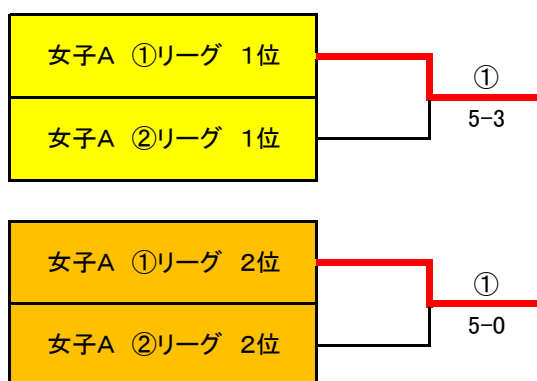 女子A ①リーグ 1位
①
女子A ②リーグ 1位
5-3
女子A ①リーグ 2位
①
女子A ②リーグ 2位
5-0